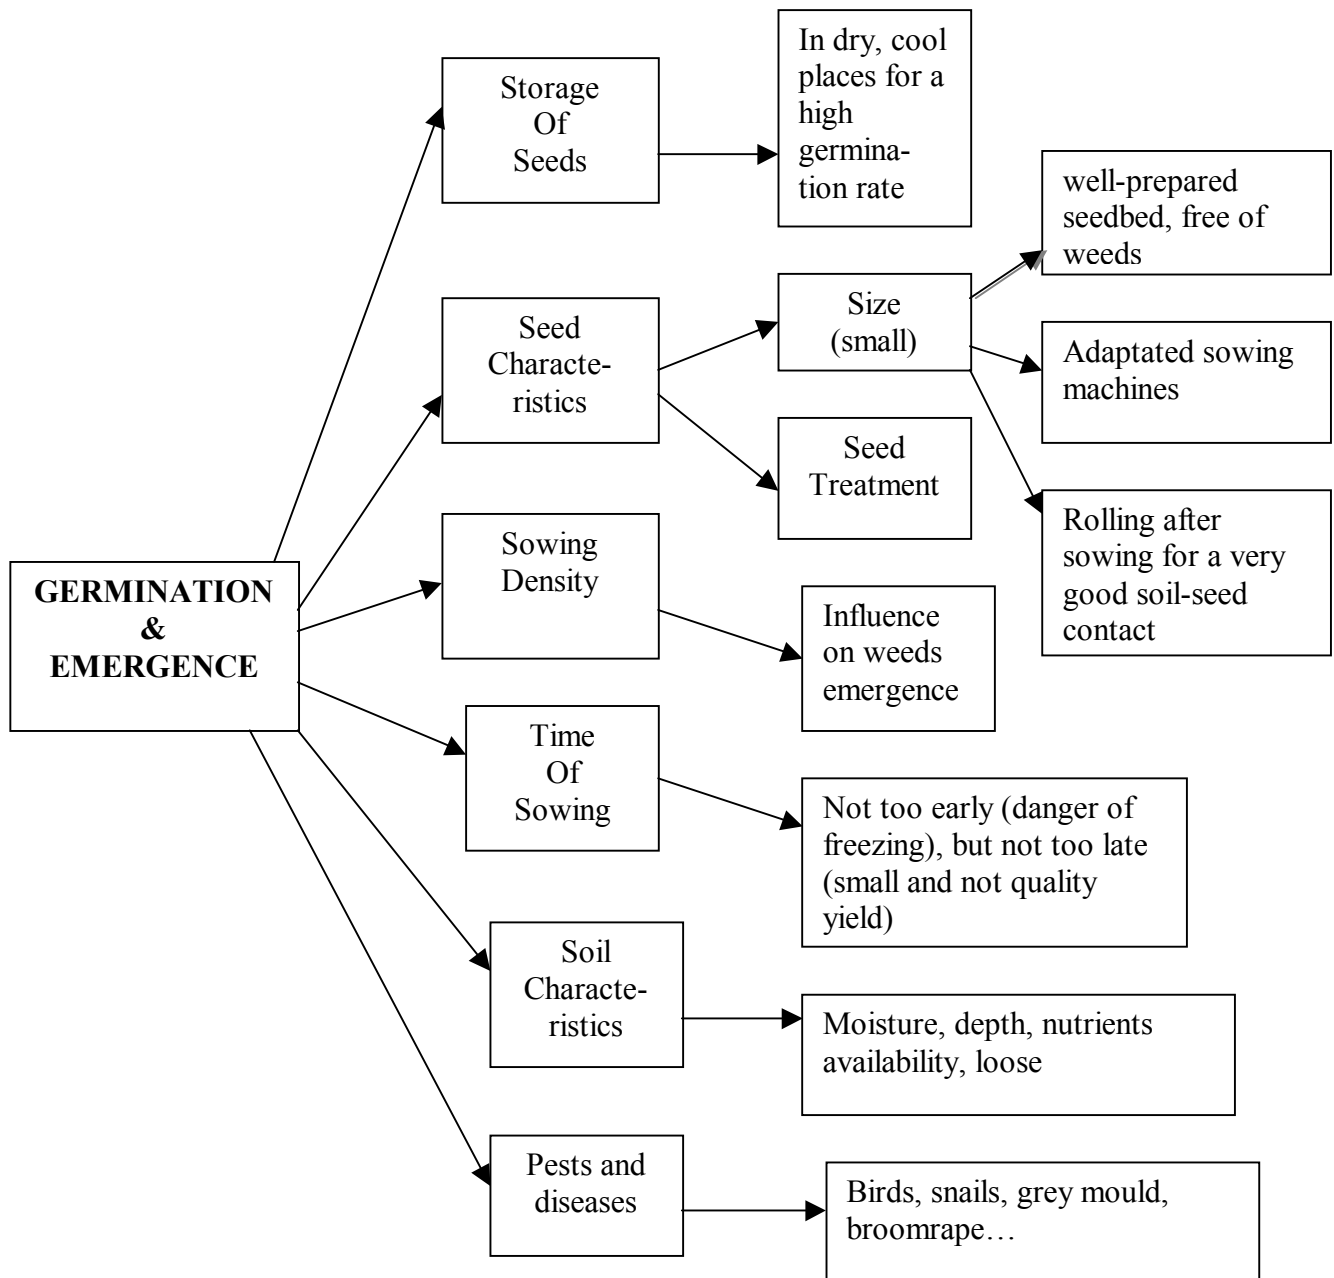 In dry, cool
places for a
high
germina-
tion rate
Storage
Of
Seeds
well-prepared
seedbed, free of
weeds
Size
(small)
Seed
Characte-
ristics
Adaptated sowing
machines
Seed
Treatment
Rolling after
sowing for a very
good soil-seed
contact
Sowing
Density
GERMINATION
&
EMERGENCE
Influence
on weeds
emergence
Time
Of
Sowing
Not too early (danger of
freezing), but not too late
(small and not quality
yield)
Soil
Characte-
ristics
Moisture, depth, nutrients
availability, loose
Pests and
diseases
Birds, snails, grey mould,
broomrape…